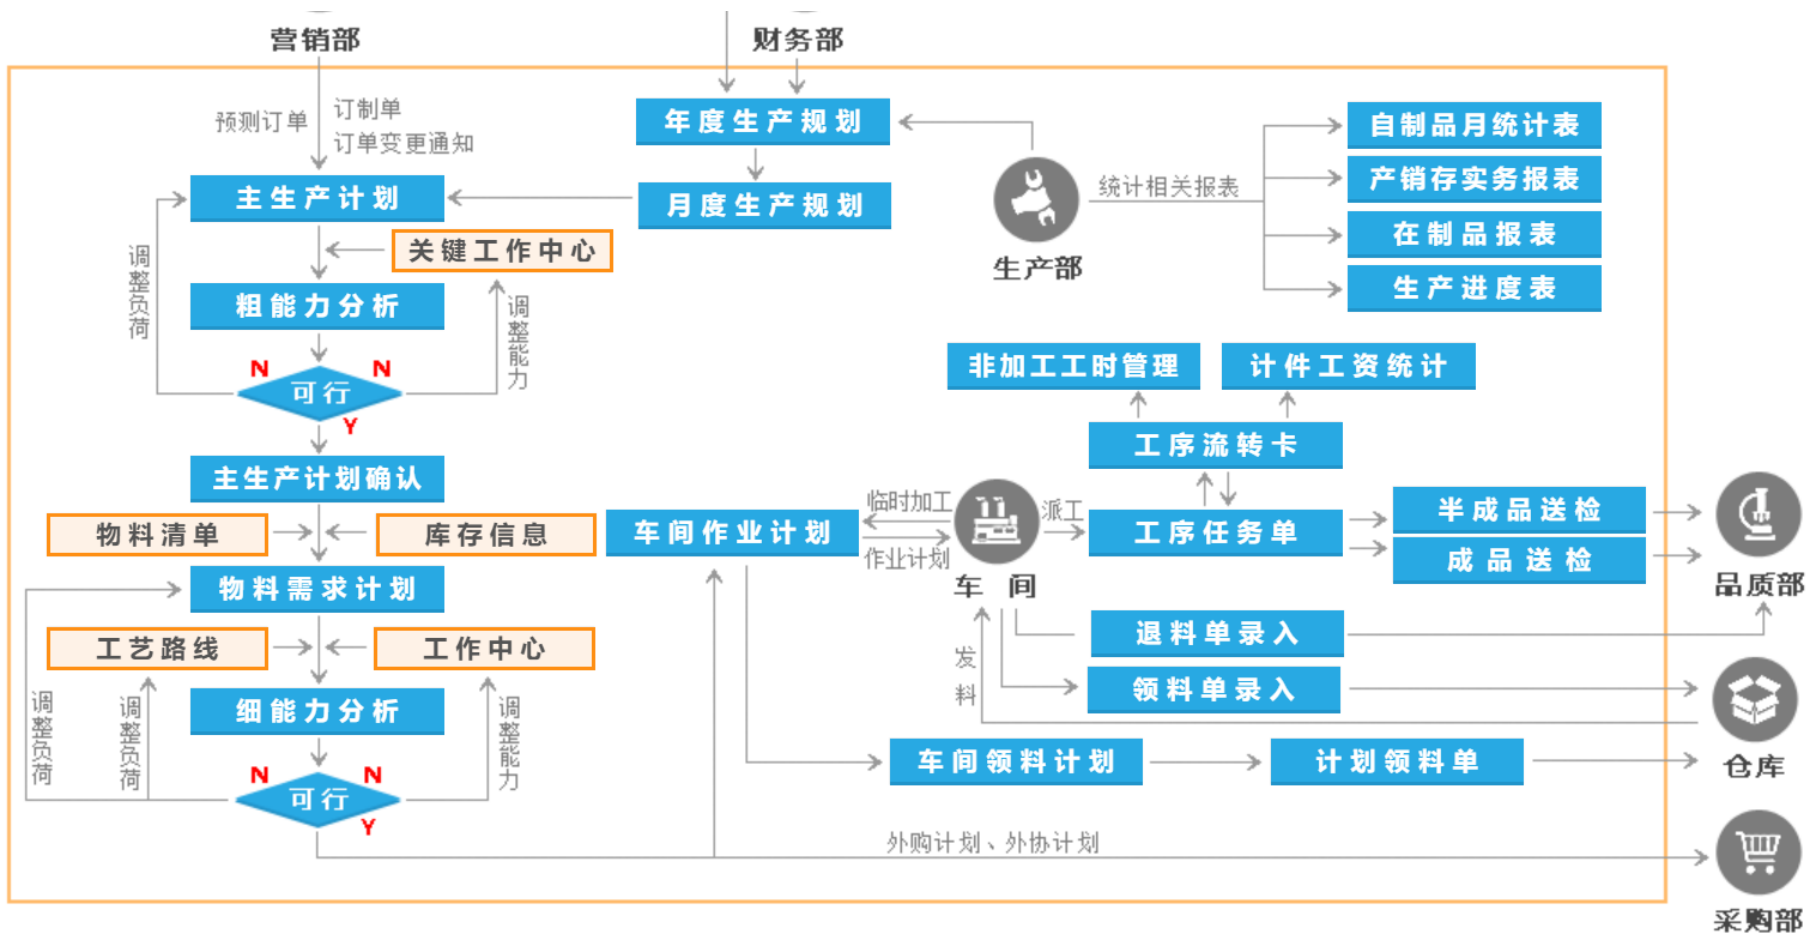 营销部
财务部
预测订单
订制单
订单变更通知
年度生产规划
月度生产规划
主生产计划
关键工作中心
粗能力分析
调整负荷
调整能力
N
N
可行
Y
主生产计划确认
物料清单
库存信息
物料需求计划
工艺路线
工作中心
细能力分析
调整负荷
调整负荷
调整能力
N
N
可行
Y
生产部
统计相关报表
自制品月统计表
产销存实务报表
在制品报表
生产进度表
非加工工时管理
计件工资统计
工序流转卡
车间作业计划
临时加工
作业计划
车 间
派工
工序任务单
半成品送检
成品送检
品质部
退料单录入
领料单录入
发料
仓库
车间领料计划
计划领料单
外购计划、外协计划
采购部